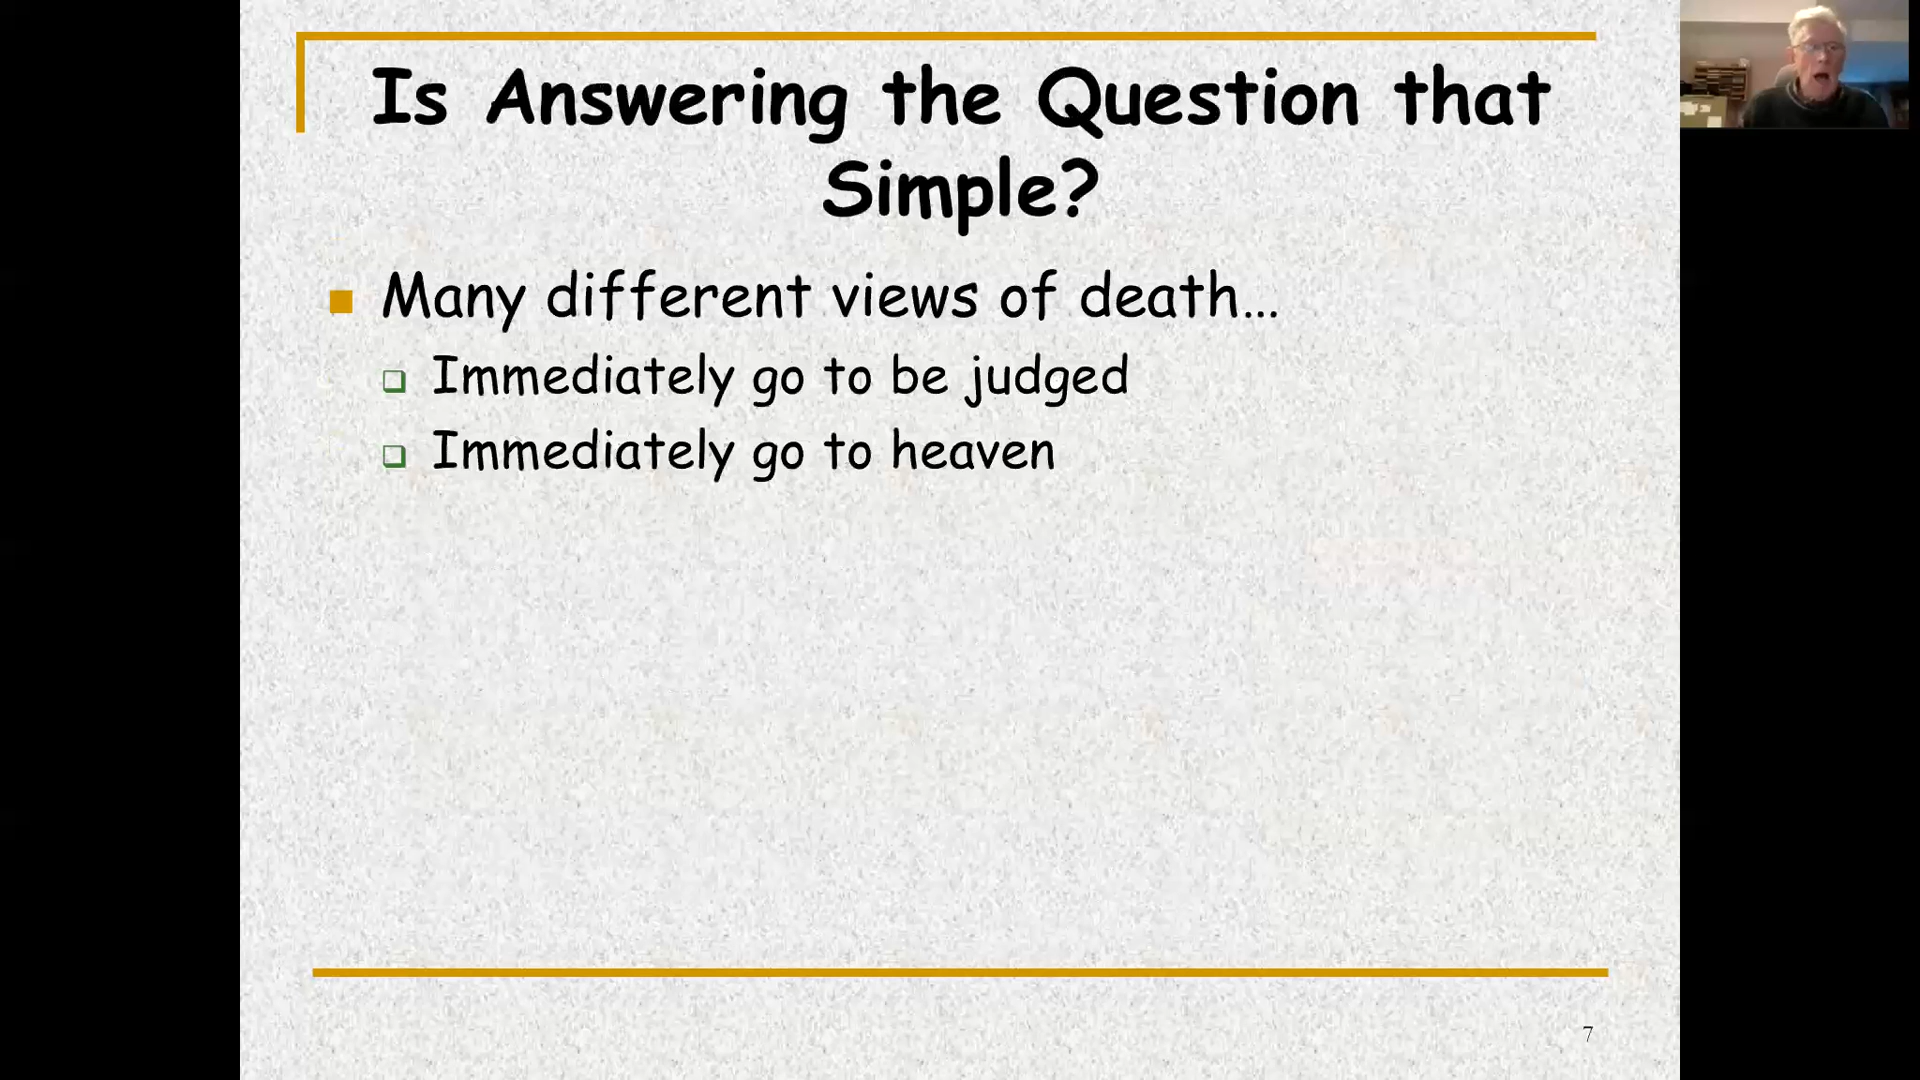 Is Answering the Question that
Simple?
Many different views of death…
Immediately go to be judged
Immediately go to heaven
7